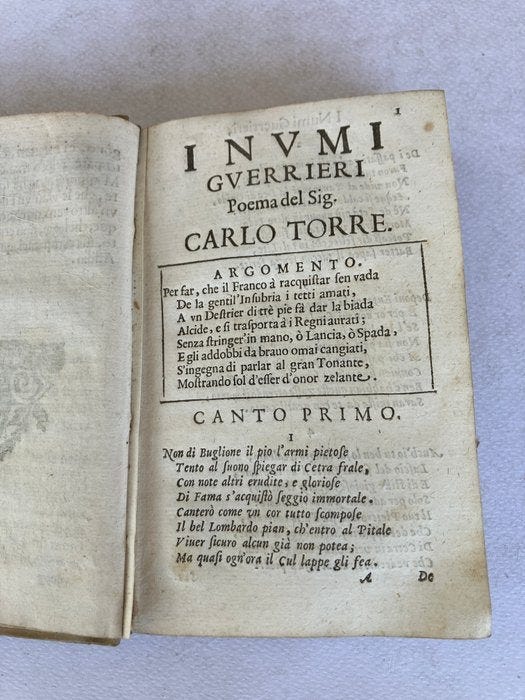 1
I NVMI
GVERRIERI
Poema del Sig.
CARLO TORRE.
ARGOMENTO.
Per far, che il Franco à racquiſtar ſen vada
De la gentil'Inſubria i tetti amati,
A vn Deſtrier di trè pie fà dar la biada
Alcide, e ſi traſporta à i Regni aurati;
Senza ſtringer'in mano, ò Lancia, ò Spada,
E gli addobbi da brauo omai cangiati,
S'ingegna di parlar al gran Tonante,
Moſtrando ſol d'eſſer d'onor zelante.
CANTO PRIMO.
I
Non di Buglione il pio l'armi pietoſe
Tento al ſuono ſpiegar di Cetra frale,
Con note altri erudite, e glorioſe
Di Fama s'acquiſtò ſeggio immortale.
Canterò come vn cor tutto ſcompoſe
Il bel Lombardo pian, ch'entro al Pitale
Viuer ſicuro alcun già non potea;
Ma quaſi ogn'ora il Cul lappe gli fea.
A De